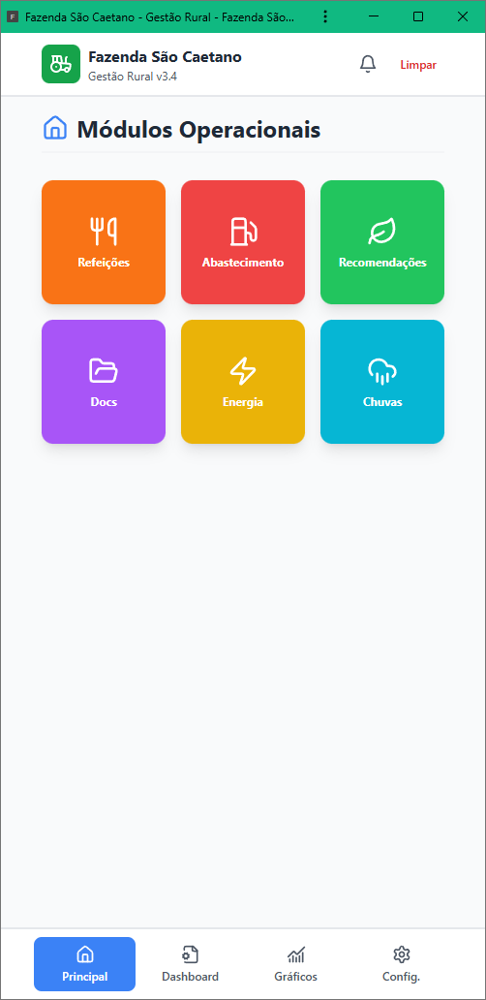 Fazenda São Caetano - Gestão Rural - Fazenda São...
Fazenda São Caetano
Gestão Rural v3.4
Limpar
Módulos Operacionais
Refeições
Abastecimento
Recomendações
Docs
Energia
Chuvas
Principal
Dashboard
Gráficos
Config.